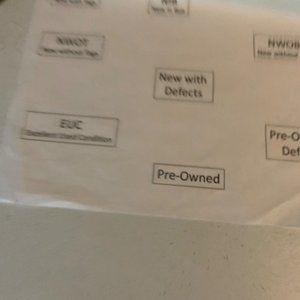 NWOT
New without Tags
NWOB
New without
New with
Defects
EUC
Excellent Used Condition
Pre-O
Def
Pre-Owned